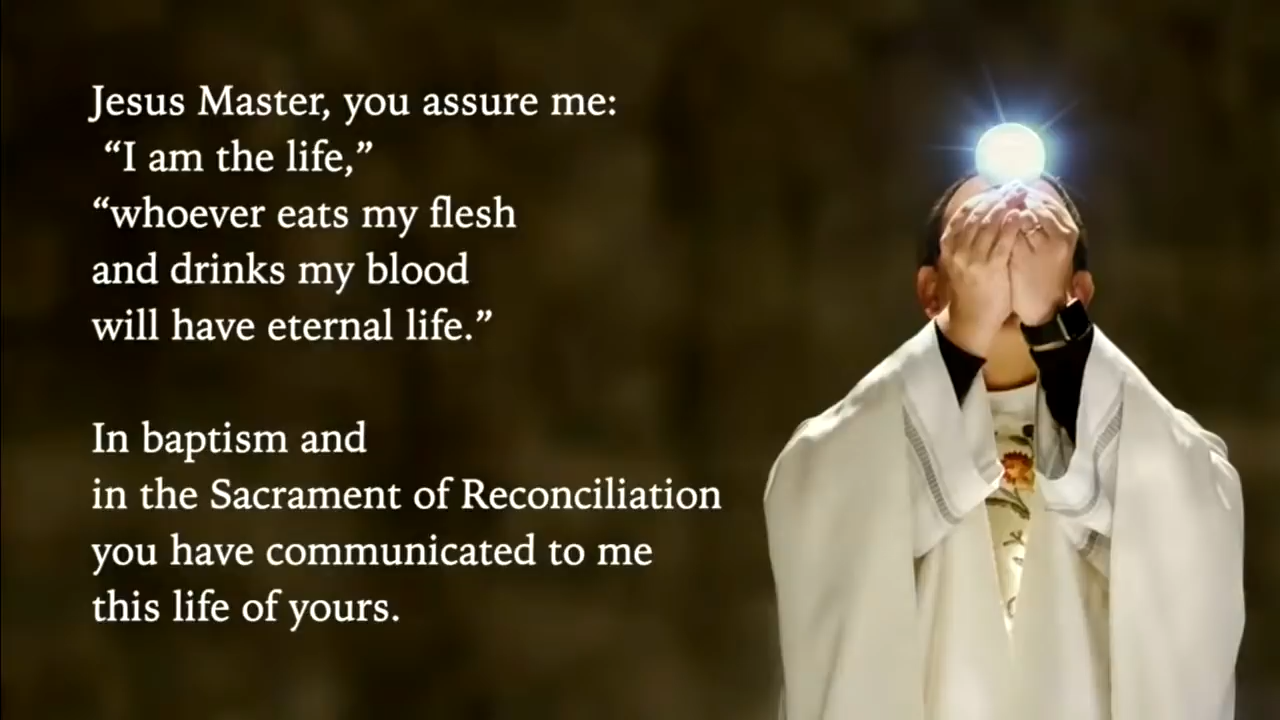 Jesus Master, you assure me:
“I am the life,”
“whoever eats my flesh
and drinks my blood
will have eternal life.”
In baptism and
in the Sacrament of Reconciliation
you have communicated to me
this life of yours.